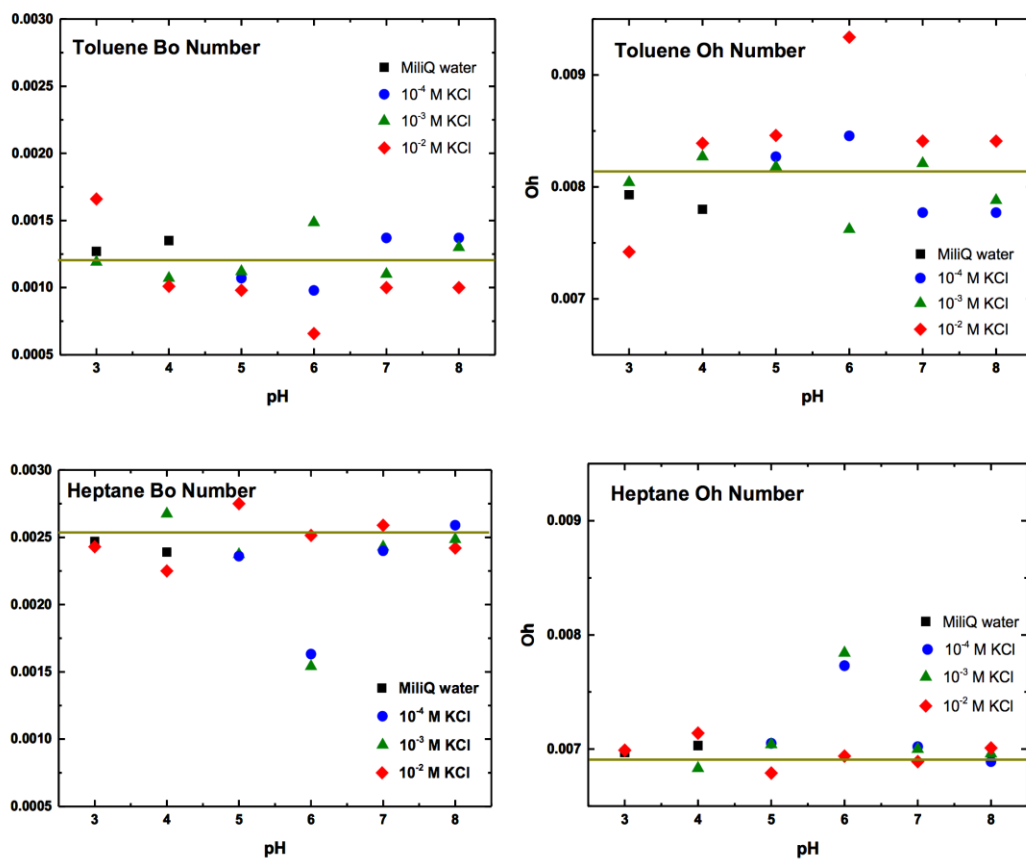 Toluene Bo Number
0.0030
0.0025
0.0020
0.0015
0.0010
0.0005
MiliQ water
10⁻⁴ M KCl
10⁻³ M KCl
10⁻² M KCl
3 4 5 6 7 8
pH
Toluene Oh Number
Oh
0.009
0.008
0.007
MiliQ water
10⁻⁴ M KCl
10⁻³ M KCl
10⁻² M KCl
3 4 5 6 7 8
pH
Heptane Bo Number
0.0030
0.0025
0.0020
0.0015
0.0010
0.0005
MiliQ water
10⁻⁴ M KCl
10⁻³ M KCl
10⁻² M KCl
3 4 5 6 7 8
pH
Heptane Oh Number
Oh
0.009
0.008
0.007
MiliQ water
10⁻⁴ M KCl
10⁻³ M KCl
10⁻² M KCl
3 4 5 6 7 8
pH